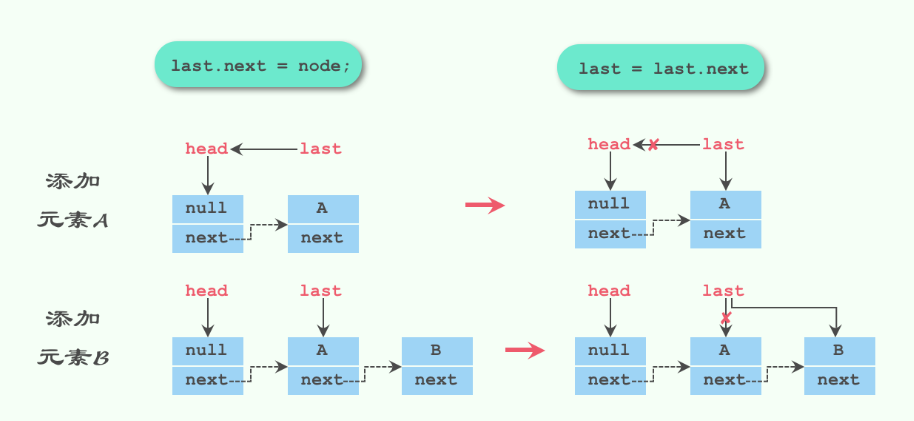 last.next = node;
last = last.next
添加
元素A
head
last
null
next
A
next
head
last
null
next
A
next
添加
元素B
head
last
null
next
A
next
B
next
head
last
null
next
A
next
B
next